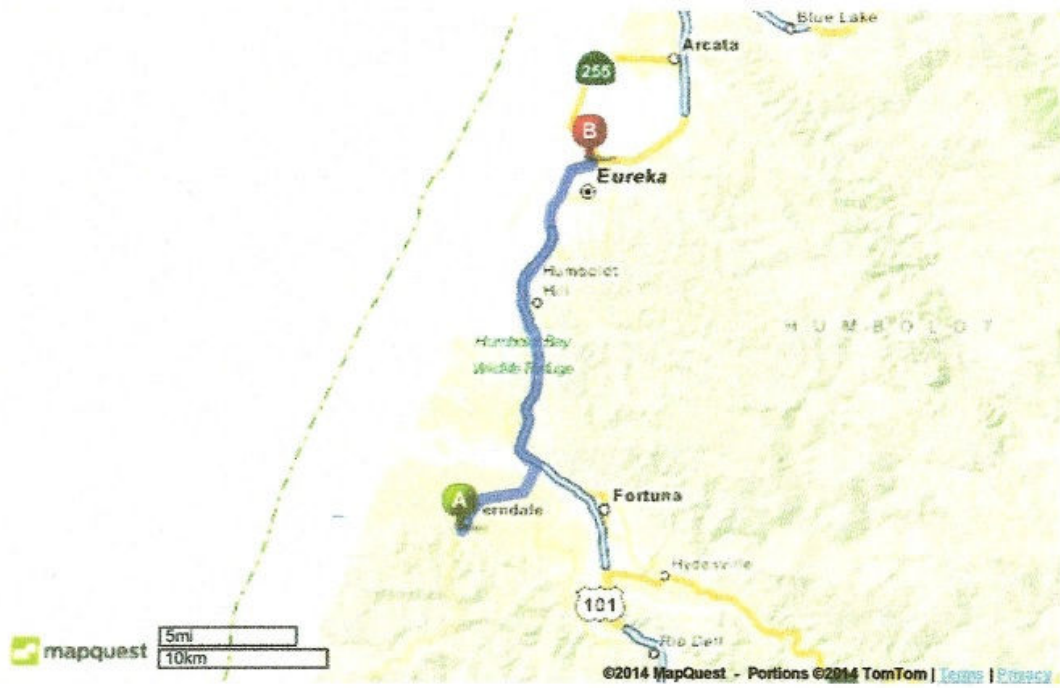 Blue Lake
Arcata
255
B
Eureka
Humboldt
Hill
HUMBOLDT
Humboldt Bay
Wildlife Refuge
A
Ferndale
Fortuna
Hydesville
101
Rio Dell
mapquest
5mi
10km
©2014 MapQuest - Portions ©2014 TomTom | Terms | Privacy